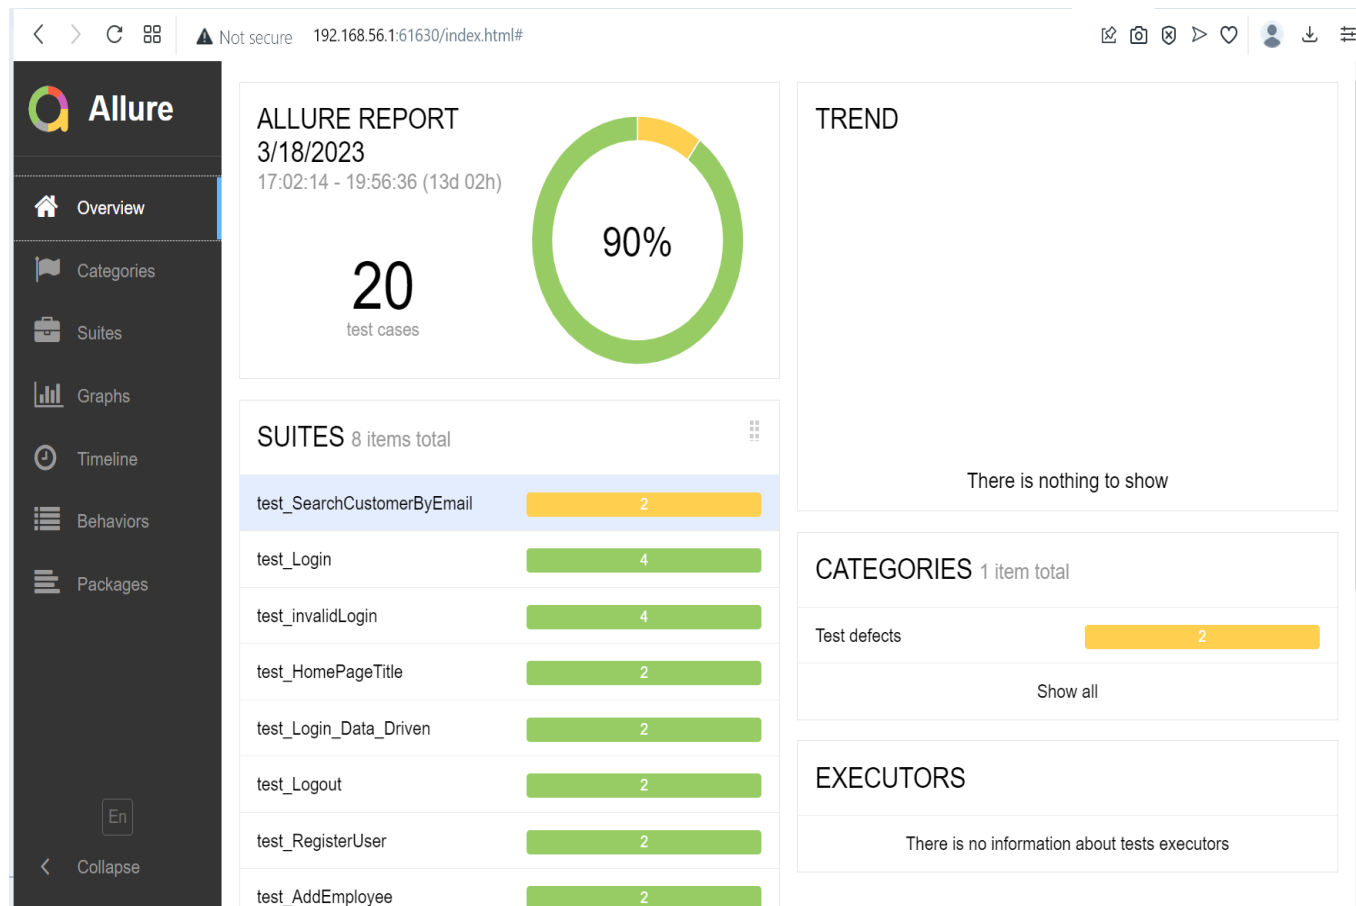 Not secure 192.168.56.1:61630/index.html#
Allure
Overview
Categories
Suites
Graphs
Timeline
Behaviors
Packages
En
Collapse
ALLURE REPORT
3/18/2023
17:02:14 - 19:56:36 (13d 02h)
20
test cases
90%
SUITES 8 items total
test_SearchCustomerByEmail 2
test_Login 4
test_invalidLogin 4
test_HomePageTitle 2
test_Login_Data_Driven 2
test_Logout 2
test_RegisterUser 2
test_AddEmployee 2
TREND
There is nothing to show
CATEGORIES 1 item total
Test defects 2
Show all
EXECUTORS
There is no information about tests executors